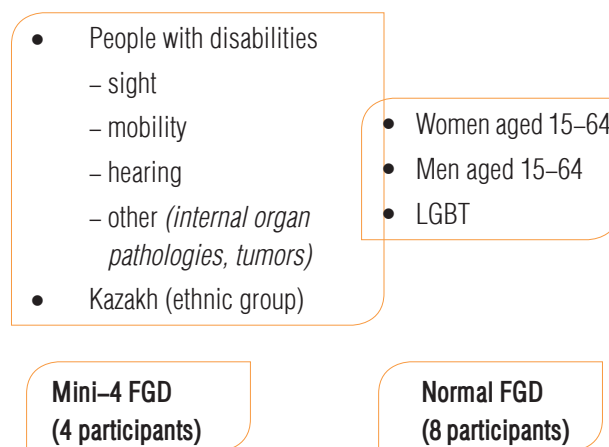 • People with disabilities
– sight
– mobility
– hearing
– other (internal organ
pathologies, tumors)
• Kazakh (ethnic group)
• Women aged 15–64
• Men aged 15–64
• LGBT
Mini–4 FGD
(4 participants)
Normal FGD
(8 participants)